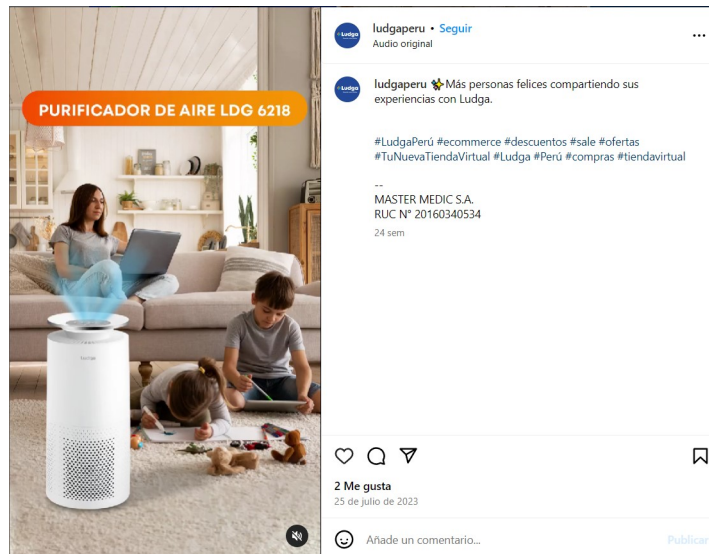 PURIFICADOR DE AIRE LDG 6218
Ludga
ludgaperu • Seguir
Audio original
Ludga
ludgaperu ✨Más personas felices compartiendo sus
experiencias con Ludga.
#LudgaPerú #ecommerce #descuentos #sale #ofertas
#TuNuevaTiendaVirtual #Ludga #Perú #compras #tiendavirtual
--
MASTER MEDIC S.A.
RUC N° 20160340534
24 sem
2 Me gusta
25 de julio de 2023
Añade un comentario...
Publicar